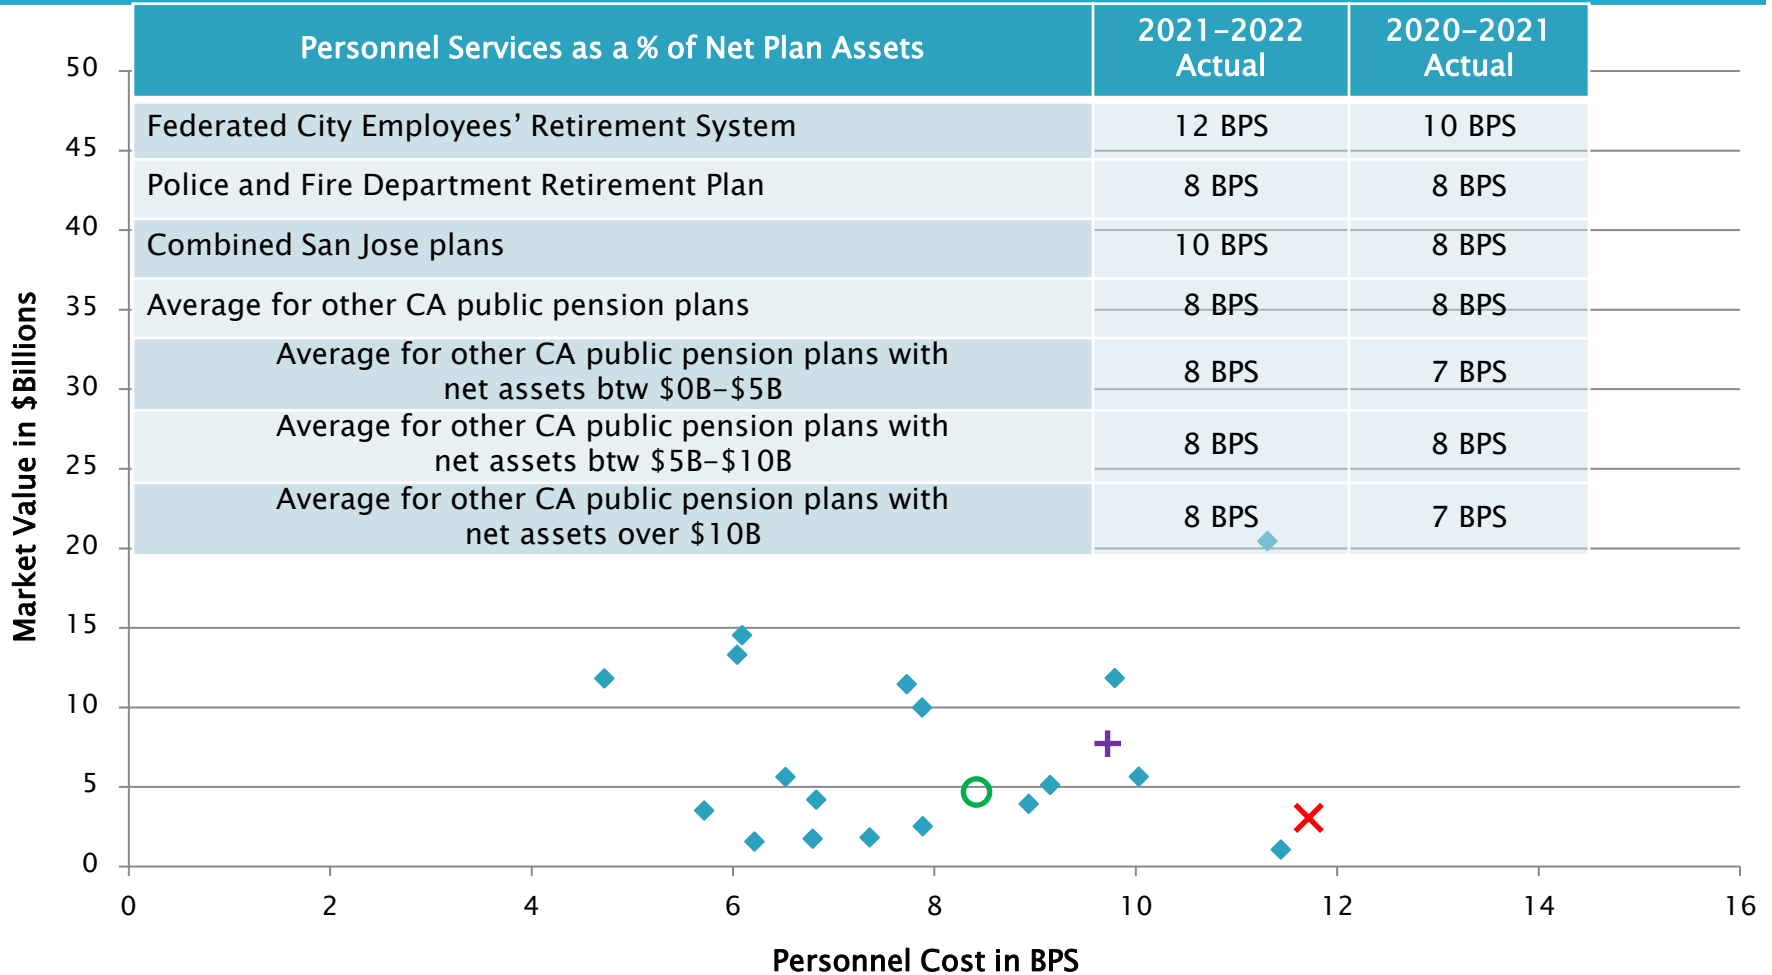 Personnel Services as a % of Net Plan Assets
2021-2022
Actual
2020-2021
Actual
Federated City Employees’ Retirement System
12 BPS
10 BPS
Police and Fire Department Retirement Plan
8 BPS
8 BPS
Combined San Jose plans
10 BPS
8 BPS
Average for other CA public pension plans
8 BPS
8 BPS
Average for other CA public pension plans with
net assets btw $0B-$5B
8 BPS
7 BPS
Average for other CA public pension plans with
net assets btw $5B-$10B
8 BPS
8 BPS
Average for other CA public pension plans with
net assets over $10B
8 BPS
7 BPS
Market Value in $Billions
50
45
40
35
30
25
20
15
10
5
0
0
2
4
6
8
10
12
14
16
Personnel Cost in BPS